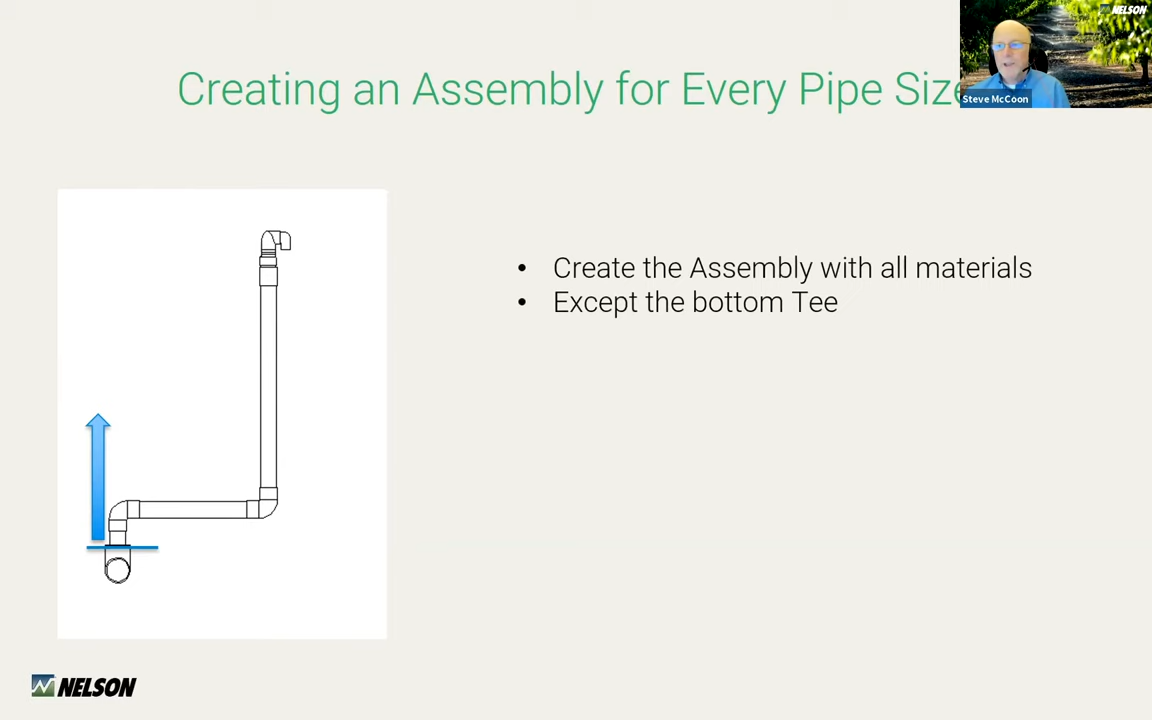 NELSON
Creating an Assembly for Every Pipe Size
Steve McCoon
• Create the Assembly with all materials
• Except the bottom Tee
NELSON